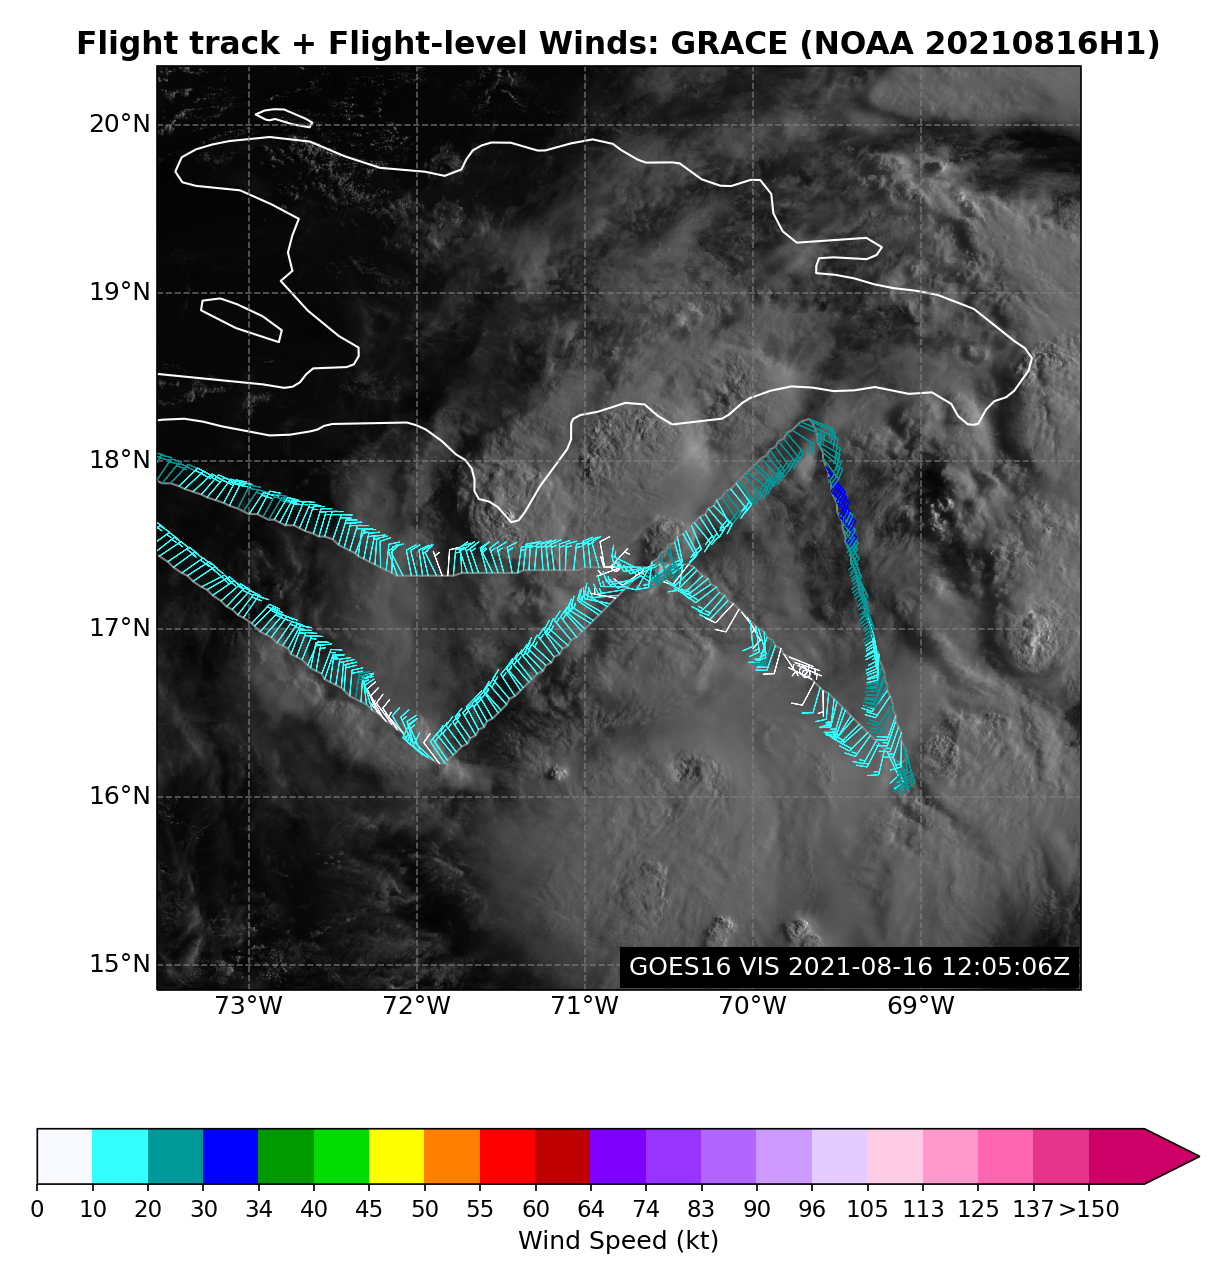 Flight track + Flight-level Winds: GRACE (NOAA 20210816H1)
20°N
19°N
18°N
17°N
16°N
15°N
GOES16 VIS 2021-08-16 12:05:06Z
73°W 72°W 71°W 70°W 69°W
0 10 20 30 34 40 45 50 55 60 64 74 83 90 96 105 113 125 137 >150
Wind Speed (kt)